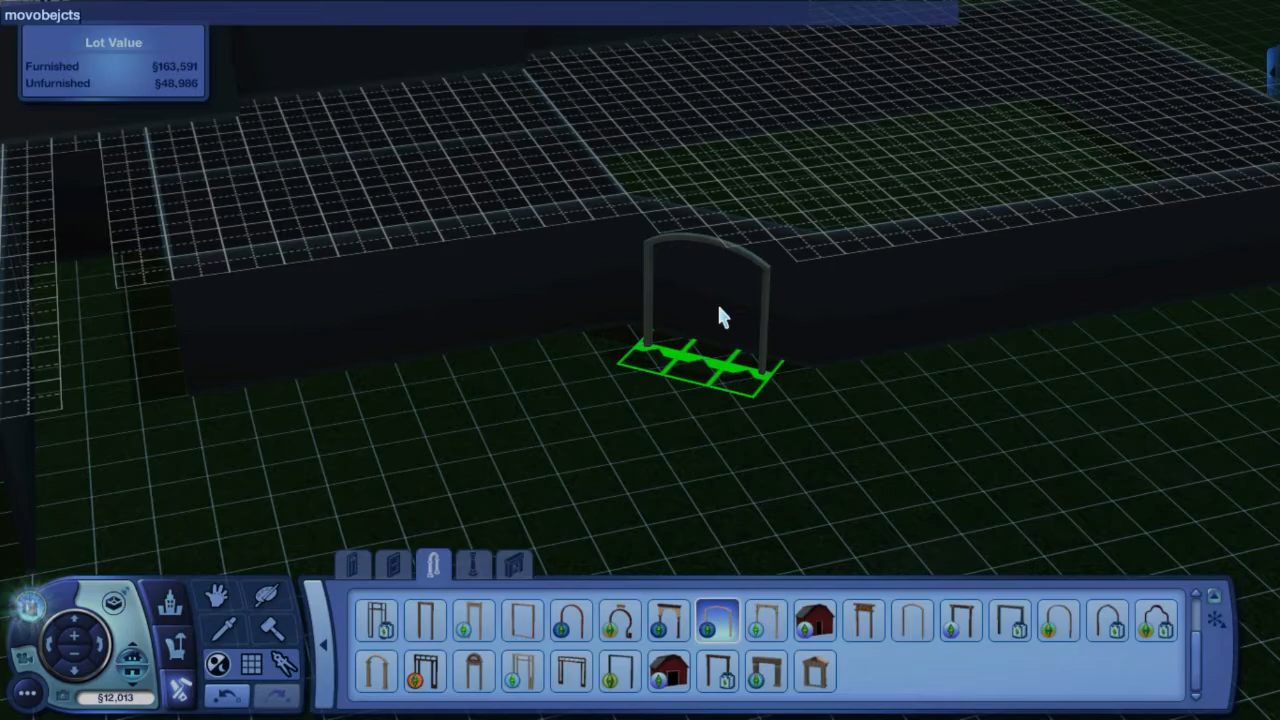 movobejcts
Lot Value
Furnished §163,591
Unfurnished §48,986
§12,013